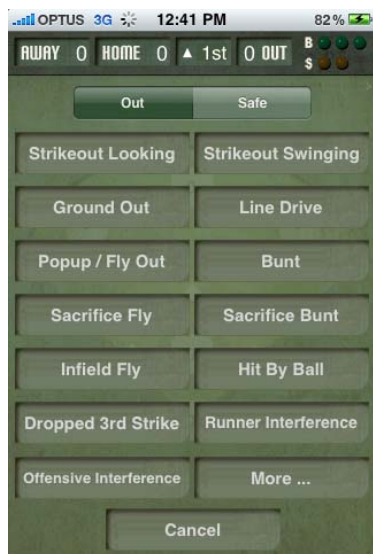 OPTUS 3G 12:41 PM 82%
AWAY 0 HOME 0 ▲ 1st 0 OUT B
S
Out Safe
Strikeout Looking Strikeout Swinging
Ground Out Line Drive
Popup / Fly Out Bunt
Sacrifice Fly Sacrifice Bunt
Infield Fly Hit By Ball
Dropped 3rd Strike Runner Interference
Offensive Interference More ...
Cancel